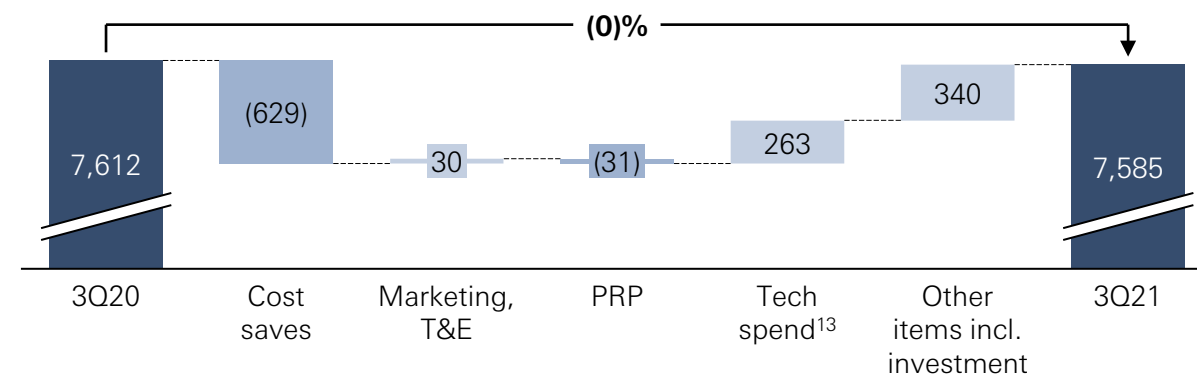 (0)%
7,612
(629)
30
(31)
263
340
7,585
3Q20
Cost
saves
Marketing,
T&E
PRP
Tech
spend13
Other
items incl.
investment
3Q21